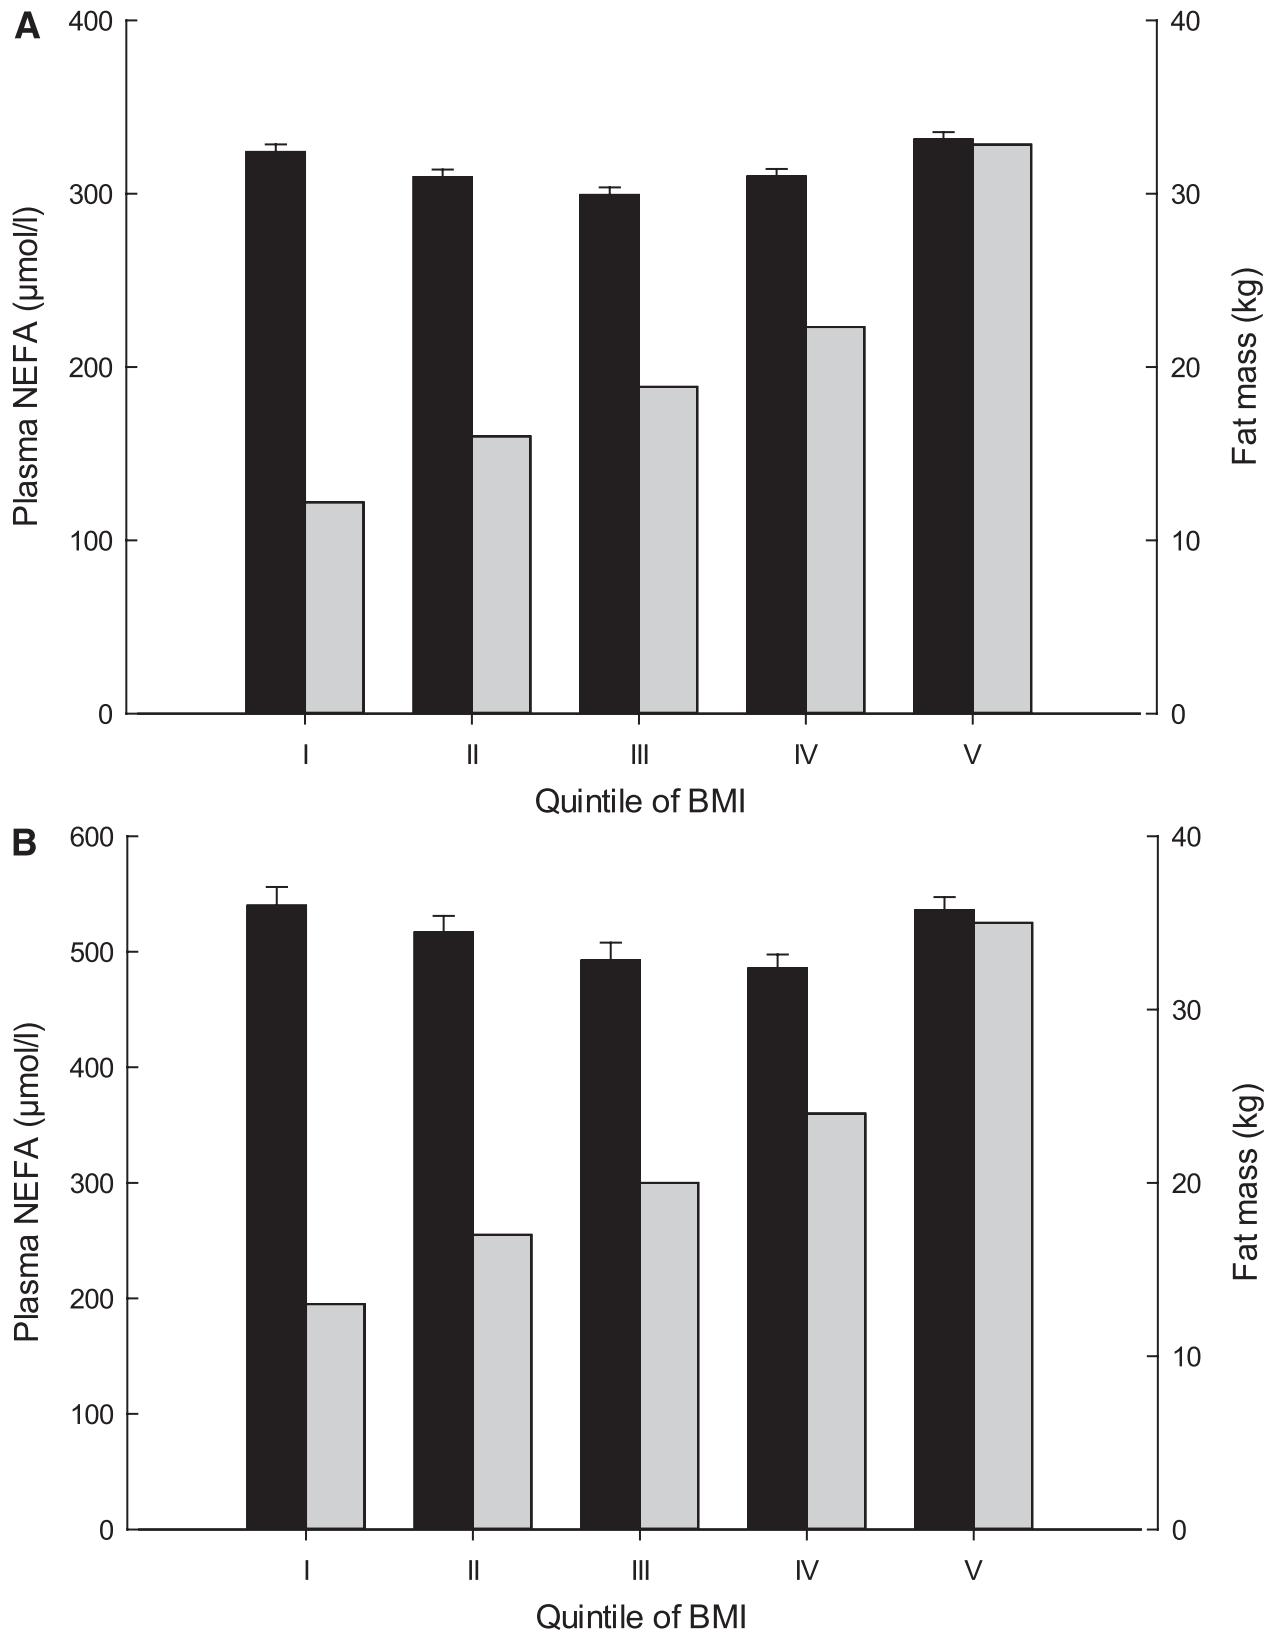 A
400
300
200
100
0
Plasma NEFA (μmol/l)
40
30
20
10
0
Fat mass (kg)
I II III IV V
Quintile of BMI
B
600
500
400
300
200
100
0
Plasma NEFA (μmol/l)
40
30
20
10
0
Fat mass (kg)
I II III IV V
Quintile of BMI